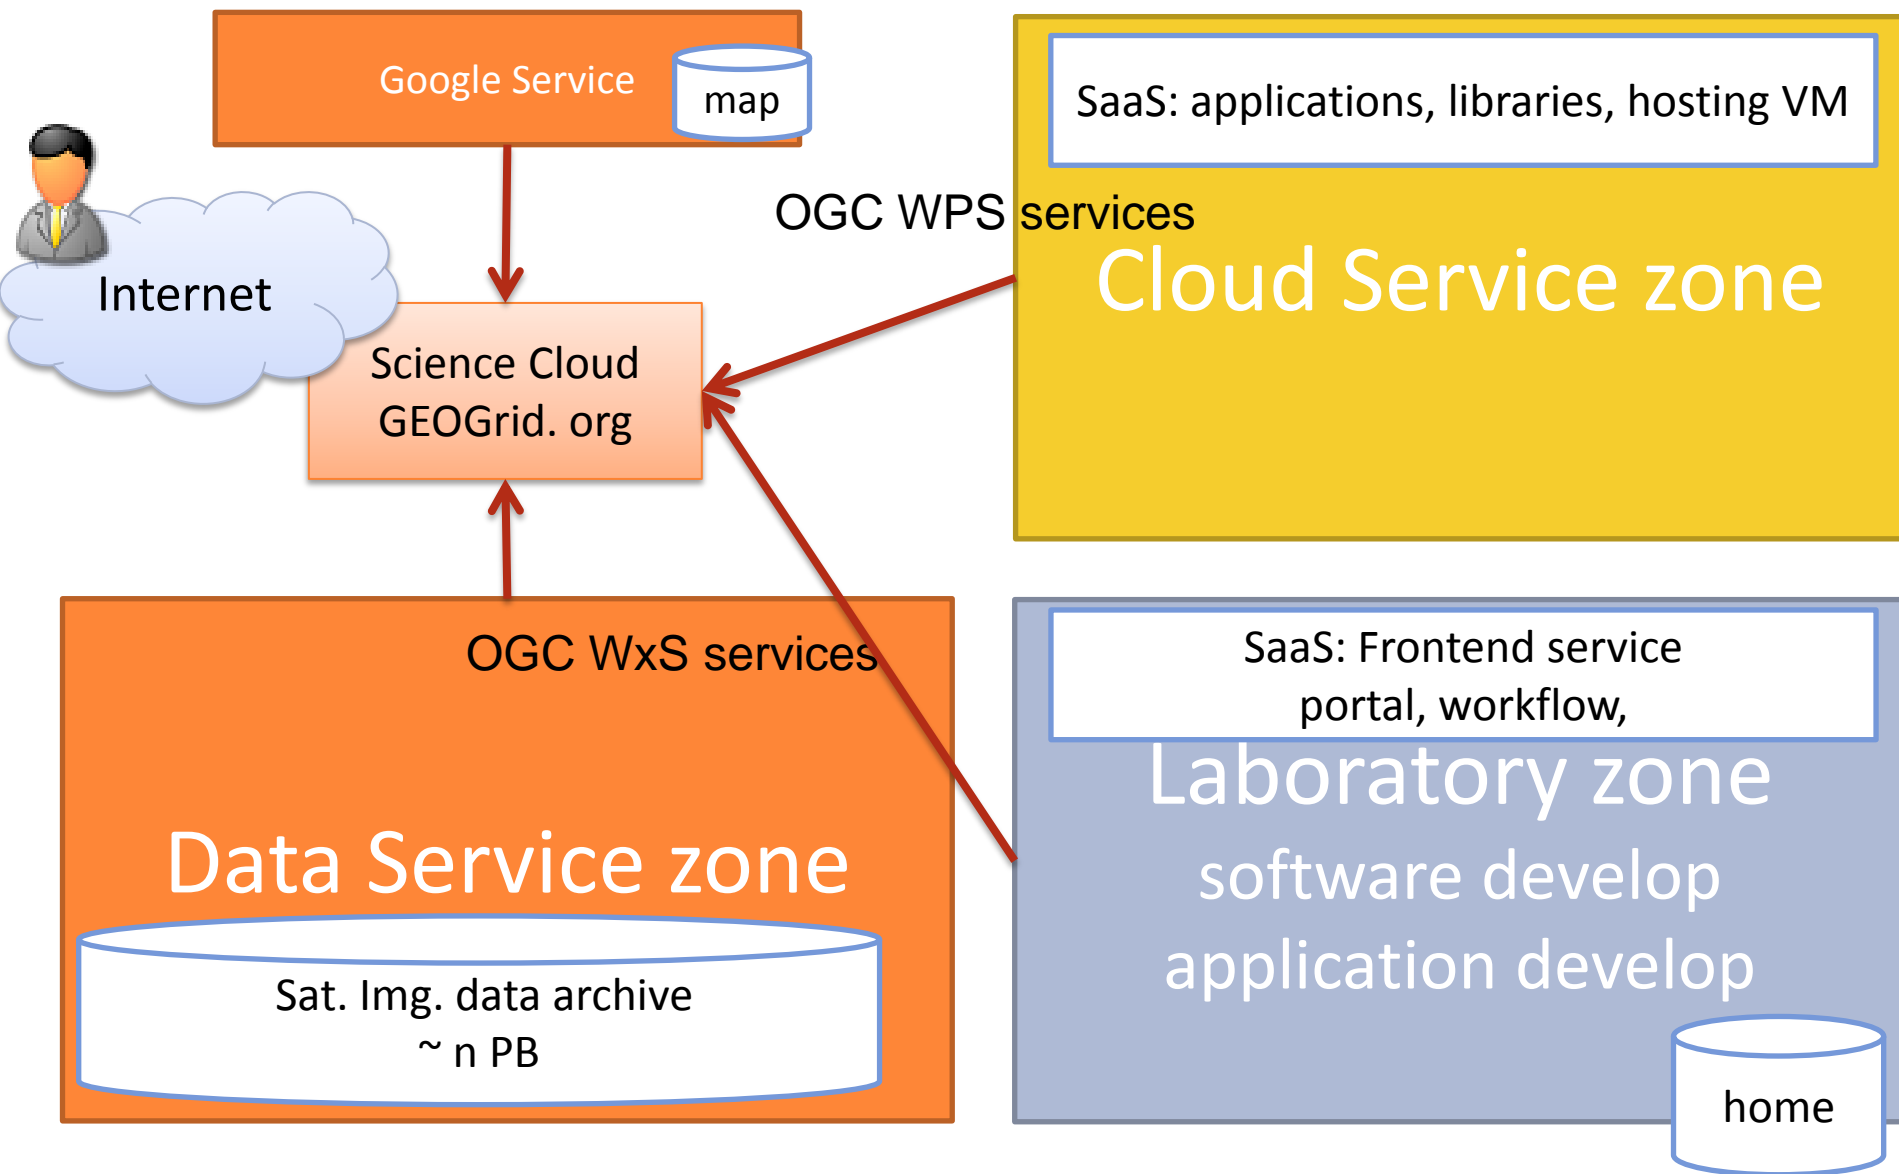 Google Service
map
SaaS: applications, libraries, hosting VM
OGC WPS services
Cloud Service zone
Internet
Science Cloud
GEOGrid. org
OGC WxS services
Data Service zone
Sat. Img. data archive
~ n PB
SaaS: Frontend service
portal, workflow,
Laboratory zone
software develop
application develop
home